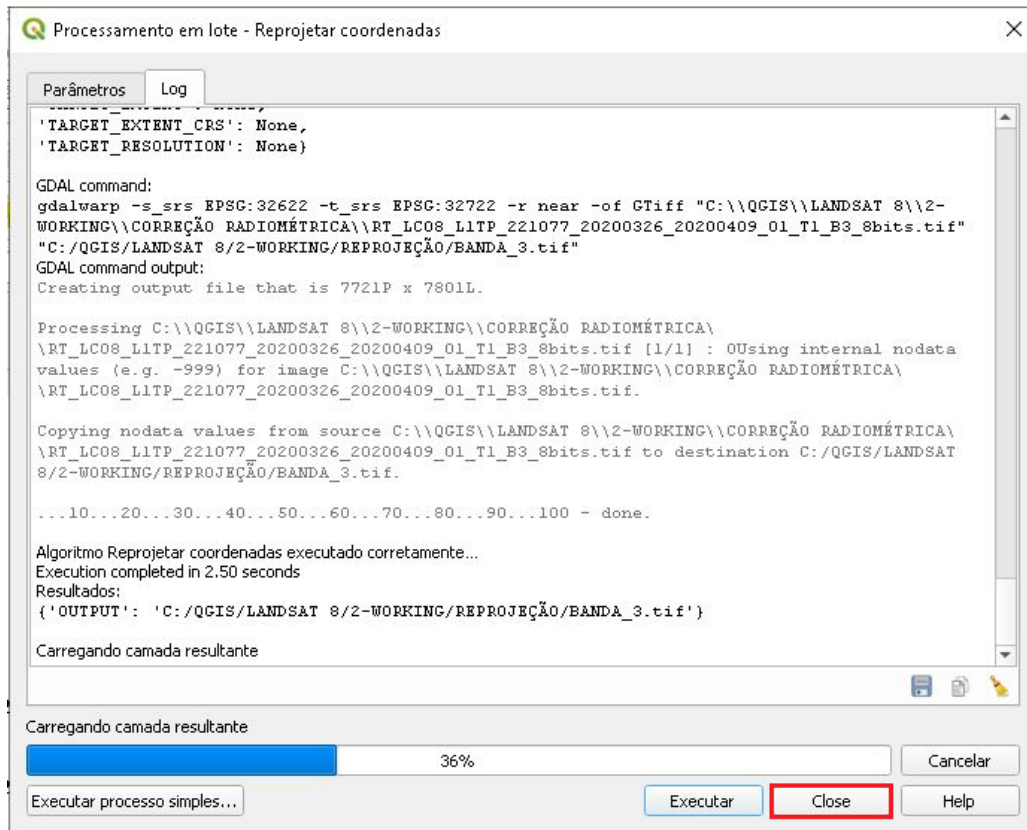 Processamento em lote - Reprojetar coordenadas
Parâmetros Log
'TARGET_EXTENT_CRS': None,
'TARGET_RESOLUTION': None}
GDAL command:
gdalwarp -s_srs EPSG:32622 -t_srs EPSG:32722 -r near -of GTiff "C:\\QGIS\\LANDSAT 8\\2-
WORKING\\CORREÇÃO RADIOMÉTRICA\\RT_LC08_L1TP_221077_20200326_20200409_01_T1_B3_8bits.tif"
"C:/QGIS/LANDSAT 8/2-WORKING/REPROJEÇÃO/BANDA_3.tif"
GDAL command output:
Creating output file that is 7721P x 7801L.
Processing C:\\QGIS\\LANDSAT 8\\2-WORKING\\CORREÇÃO RADIOMÉTRICA\
\RT_LC08_L1TP_221077_20200326_20200409_01_T1_B3_8bits.tif [1/1] : 0Using internal nodata
values (e.g. -999) for image C:\\QGIS\\LANDSAT 8\\2-WORKING\\CORREÇÃO RADIOMÉTRICA\
\RT_LC08_L1TP_221077_20200326_20200409_01_T1_B3_8bits.tif.
Copying nodata values from source C:\\QGIS\\LANDSAT 8\\2-WORKING\\CORREÇÃO RADIOMÉTRICA\
\RT_LC08_L1TP_221077_20200326_20200409_01_T1_B3_8bits.tif to destination C:/QGIS/LANDSAT
8/2-WORKING/REPROJEÇÃO/BANDA_3.tif.
...10...20...30...40...50...60...70...80...90...100 - done.
Algoritmo Reprojetar coordenadas executado corretamente...
Execution completed in 2.50 seconds
Resultados:
{'OUTPUT': 'C:/QGIS/LANDSAT 8/2-WORKING/REPROJEÇÃO/BANDA_3.tif'}
Carregando camada resultante
Carregando camada resultante
36% Cancelar
Executar processo simples... Executar Close Help